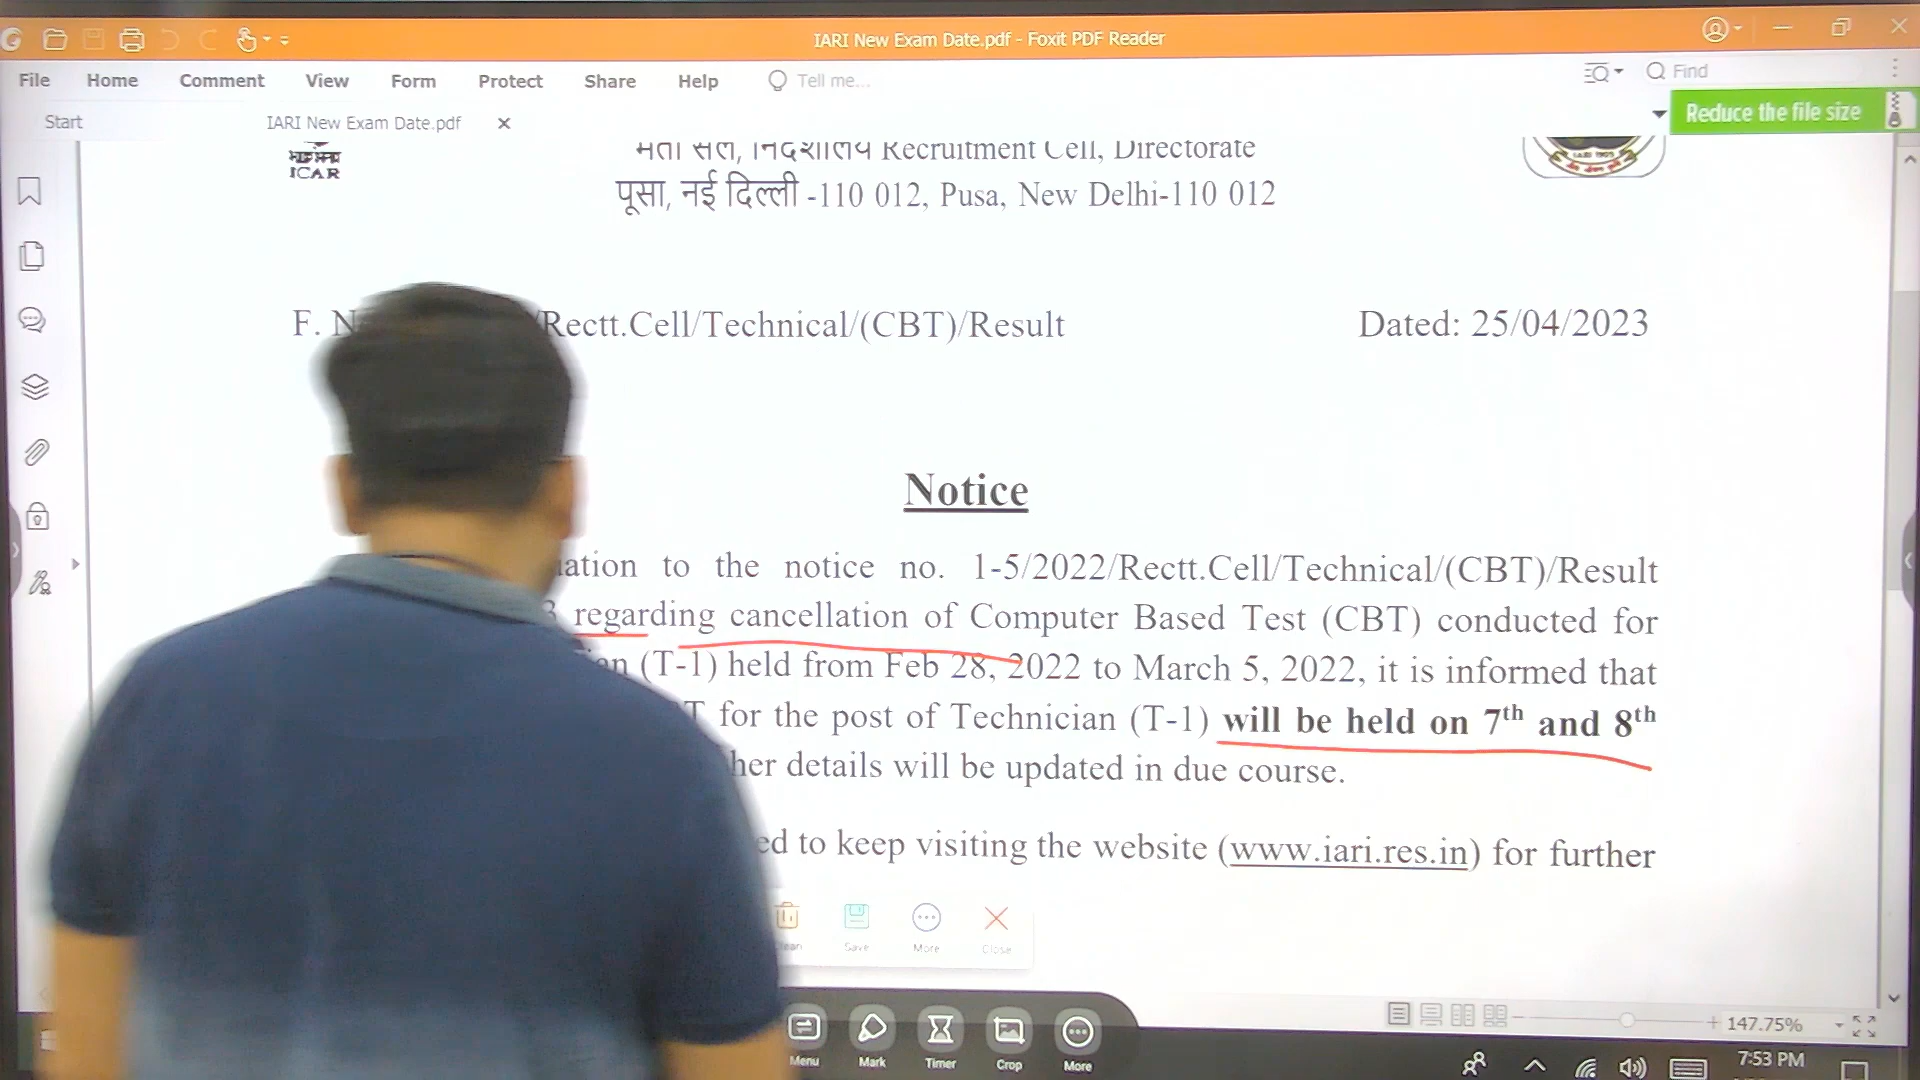 IARI New Exam Date.pdf - Foxit PDF Reader
File Home Comment View Form Protect Share Help Tell me... Find
Start IARI New Exam Date.pdf Reduce the file size
Recruitment Cell, Directorate
ICAR
पूसा, नई दिल्ली -110 012, Pusa, New Delhi-110 012
F. /Rectt.Cell/Technical/(CBT)/Result Dated: 25/04/2023
Notice
to the notice no. 1-5/2022/Rectt.Cell/Technical/(CBT)/Result
regarding cancellation of Computer Based Test (CBT) conducted for
(T-1) held from Feb 28, 2022 to March 5, 2022, it is informed that
for the post of Technician (T-1) will be held on 7th and 8th
details will be updated in due course.
to keep visiting the website (www.iari.res.in) for further
Save More Close
Menu Mark Timer Crop More
147.75%
7:53 PM